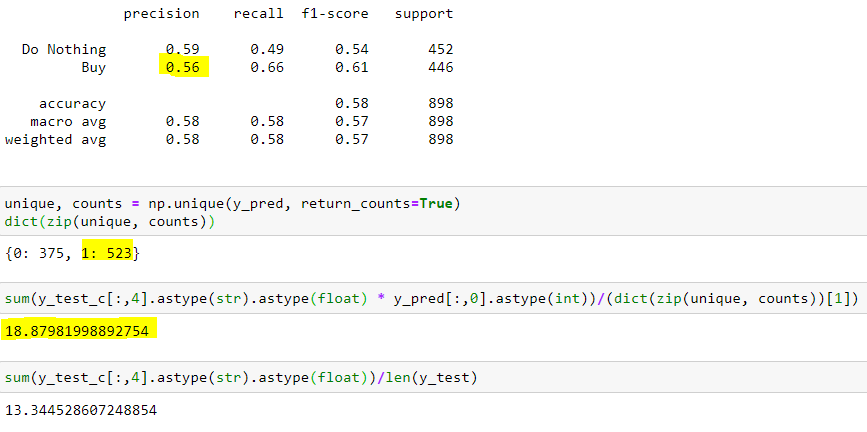 precision recall f1-score support
Do Nothing 0.59 0.49 0.54 452
Buy 0.56 0.66 0.61 446
accuracy 0.58 898
macro avg 0.58 0.58 0.57 898
weighted avg 0.58 0.58 0.57 898
unique, counts = np.unique(y_pred, return_counts=True)
dict(zip(unique, counts))
{0: 375, 1: 523}
sum(y_test_c[:,4].astype(str).astype(float) * y_pred[:,0].astype(int))/(dict(zip(unique, counts))[1])
18.87981998892754
sum(y_test_c[:,4].astype(str).astype(float))/len(y_test)
13.344528607248854